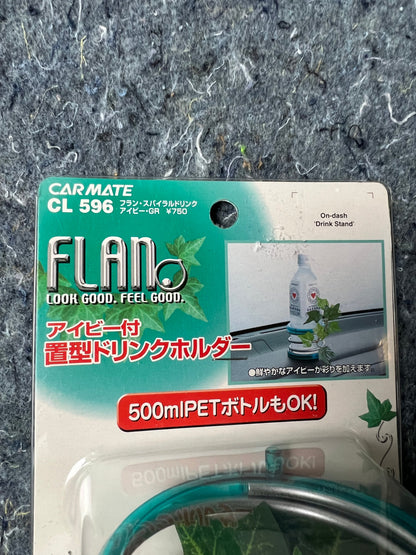 CARMATE
CL 596 フラン・スパイラルドリンク
アイビー・GR ¥750
On-dash
'Drink Stand'
FLAN.
LOOK GOOD. FEEL GOOD.
アイビー付
置型ドリンクホルダー
●鮮やかなアイビーが彩りを加えます
500mlPETボトルもOK!